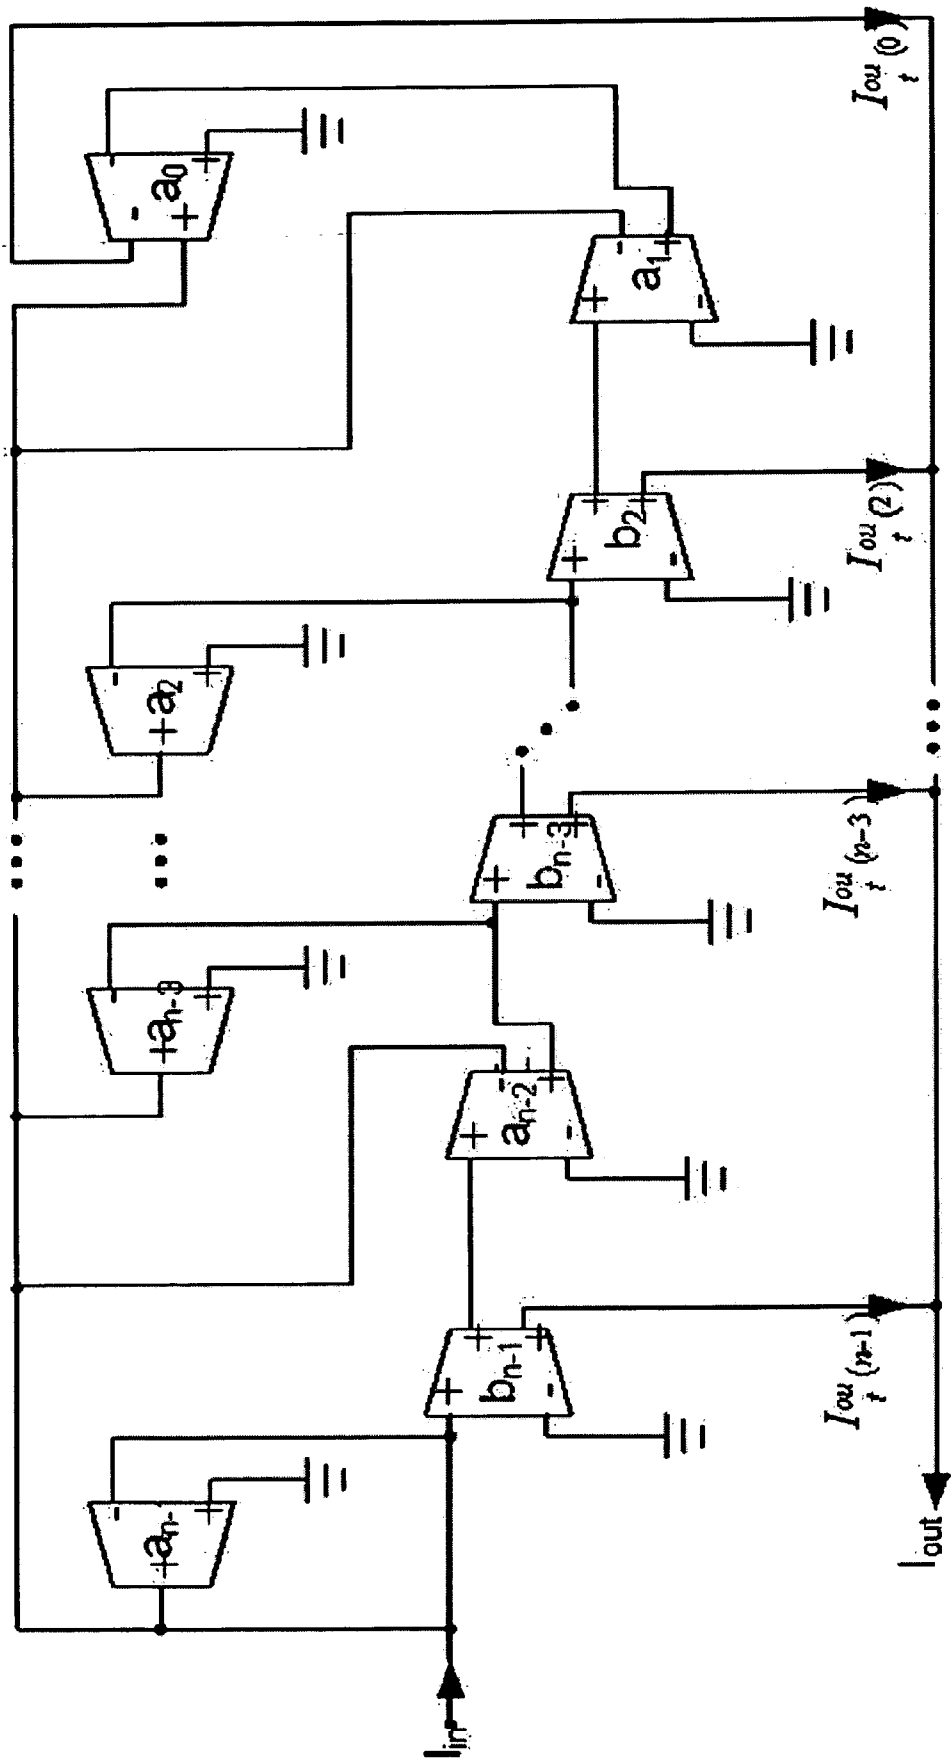 aₙ₋
aₙ₋₃
a₂
a₀
Iin
bₙ₋₁
aₙ₋₂
bₙ₋₃
b₂
a₁
Iout(n-1)
Iout(n-3)
Iout(2)
Iout(0)
Iout